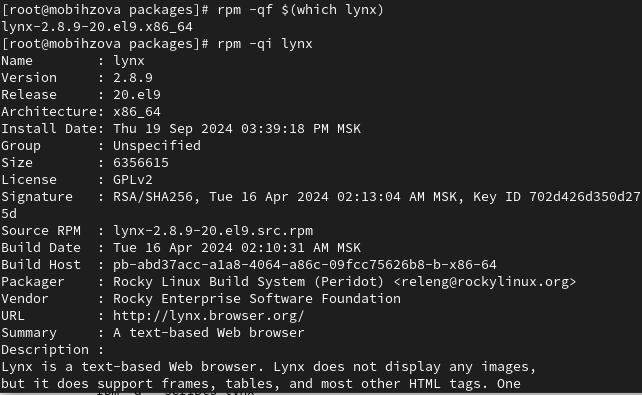 [root@mobihzova packages]# rpm -qf $(which lynx)
lynx-2.8.9-20.el9.x86_64
[root@mobihzova packages]# rpm -qi lynx
Name        : lynx
Version     : 2.8.9
Release     : 20.el9
Architecture: x86_64
Install Date: Thu 19 Sep 2024 03:39:18 PM MSK
Group       : Unspecified
Size        : 6356615
License     : GPLv2
Signature   : RSA/SHA256, Tue 16 Apr 2024 02:13:04 AM MSK, Key ID 702d426d350d27
5d
Source RPM  : lynx-2.8.9-20.el9.src.rpm
Build Date  : Tue 16 Apr 2024 02:10:31 AM MSK
Build Host  : pb-abd37acc-a1a8-4064-a86c-09fcc75626b8-b-x86-64
Packager    : Rocky Linux Build System (Peridot) <releng@rockylinux.org>
Vendor      : Rocky Enterprise Software Foundation
URL         : http://lynx.browser.org/
Summary     : A text-based Web browser
Description :
Lynx is a text-based Web browser. Lynx does not display any images,
but it does support frames, tables, and most other HTML tags. One